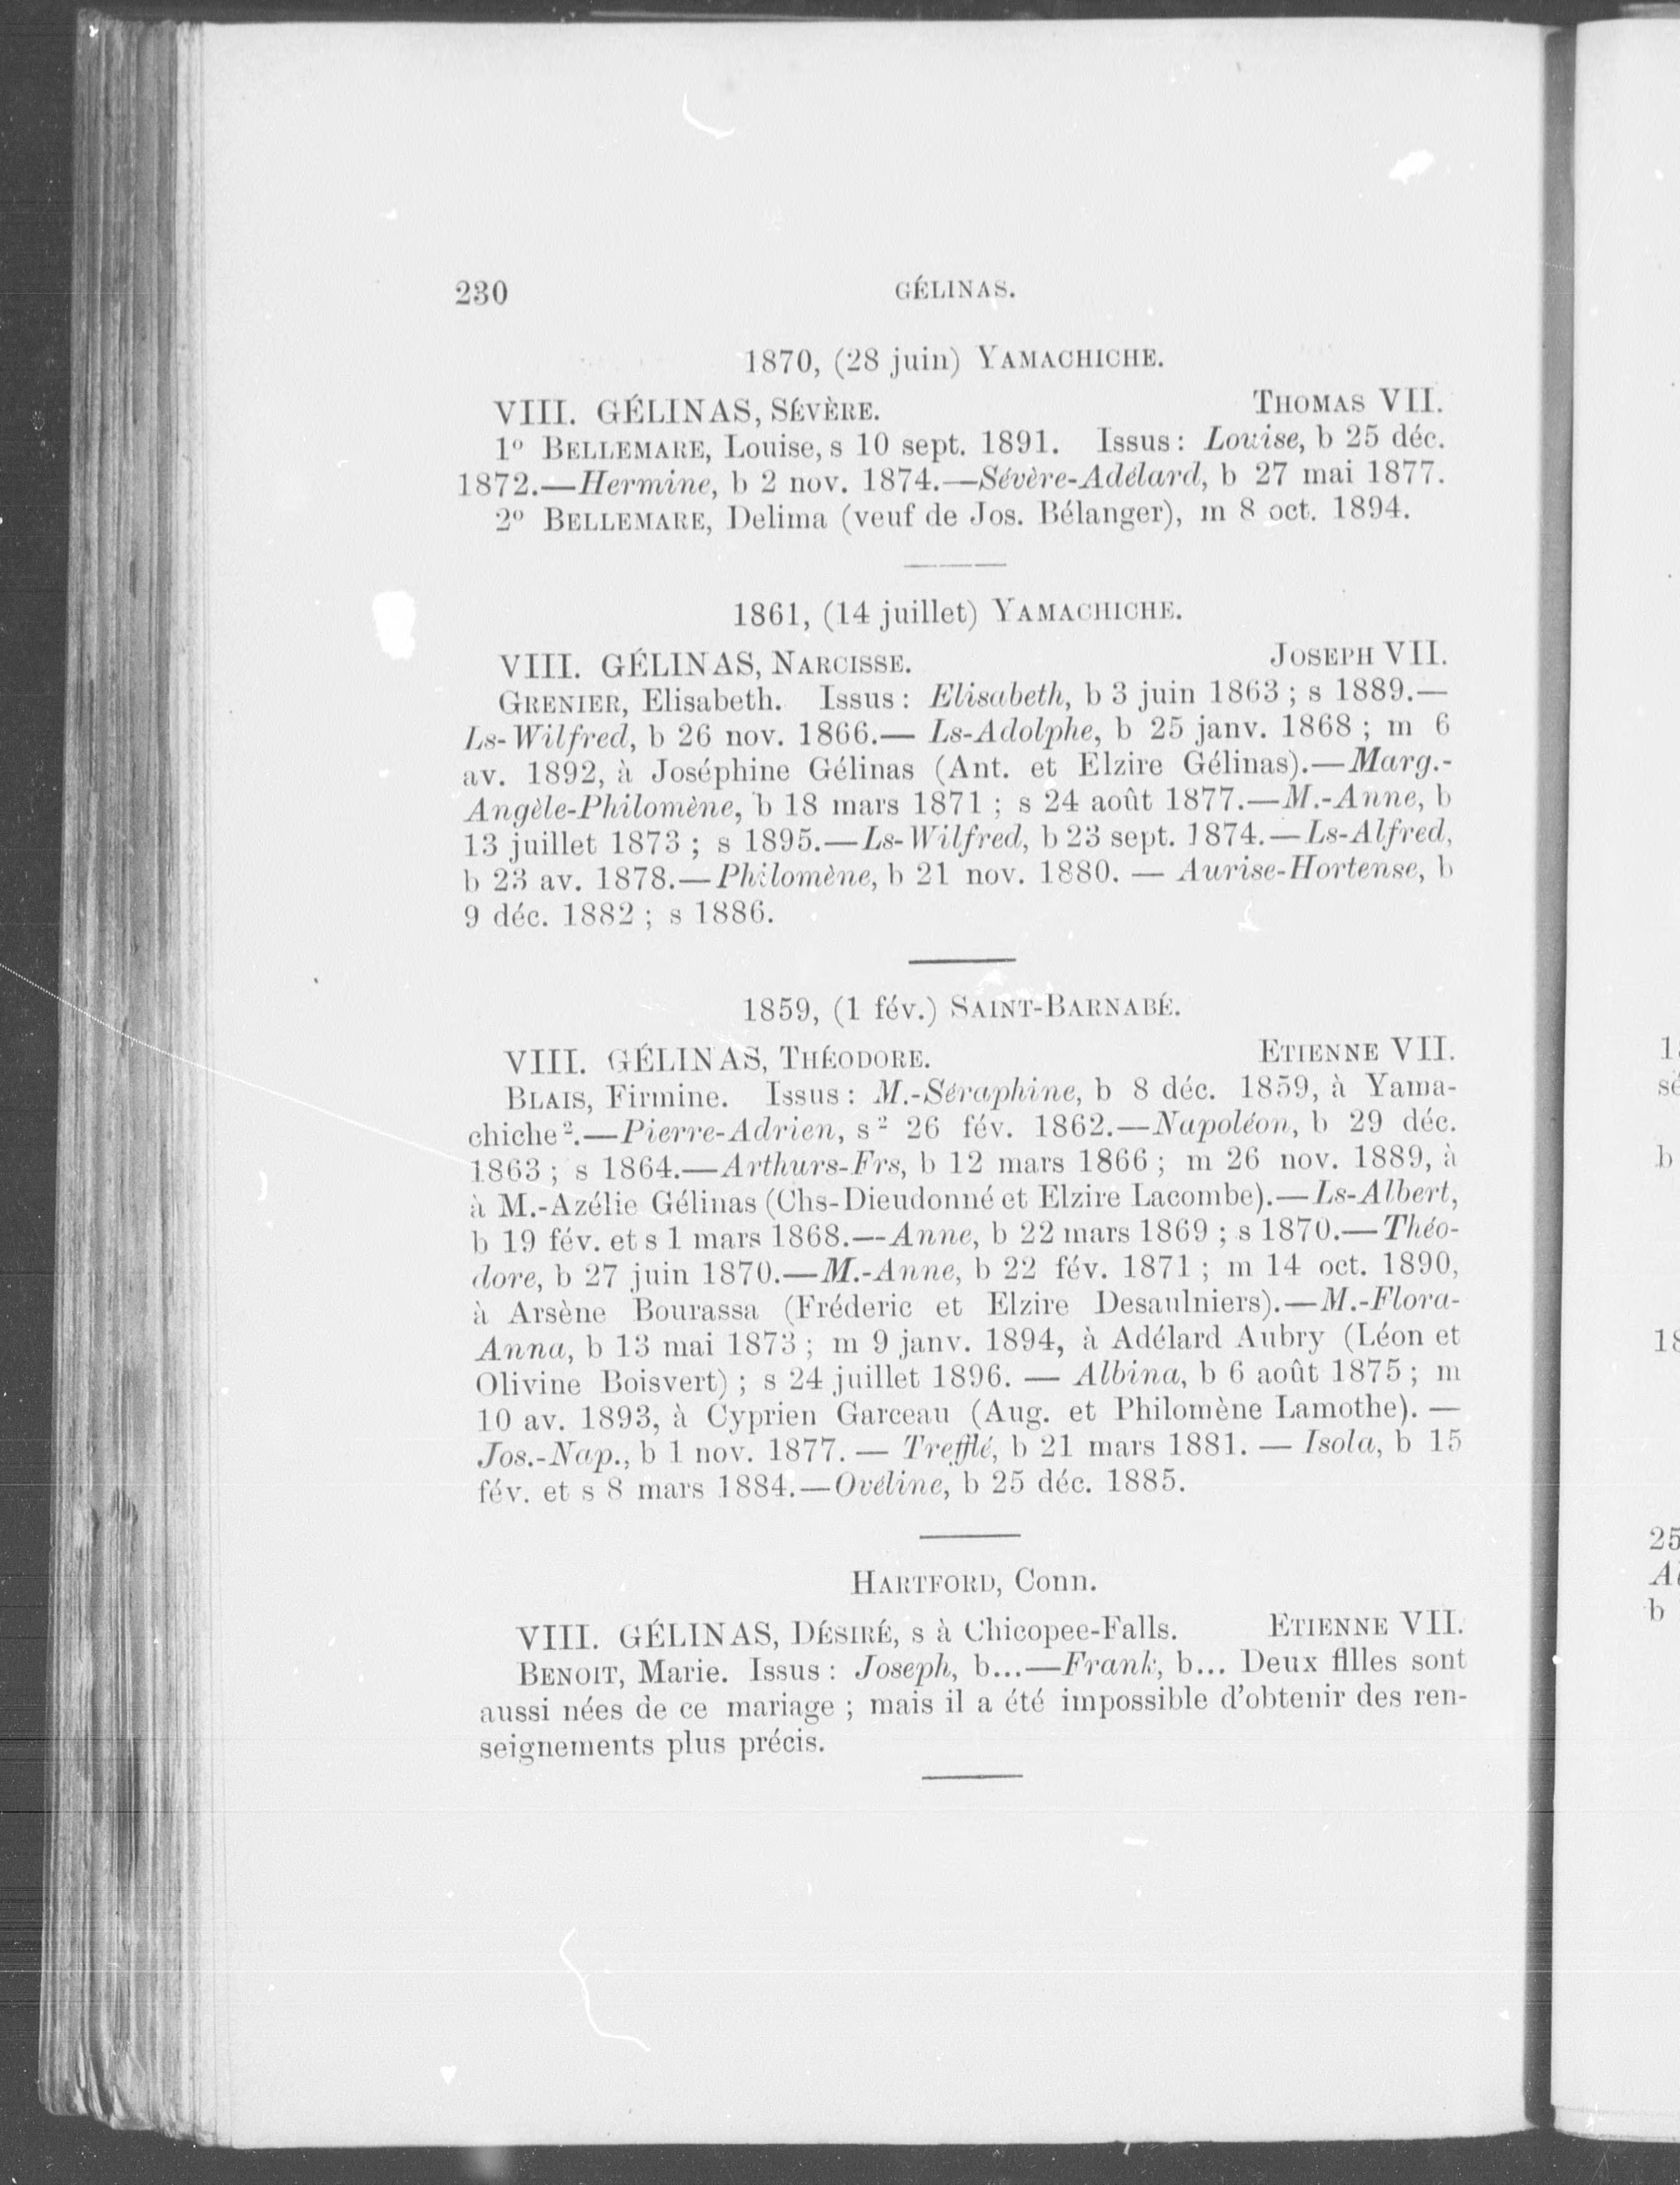 230
GÉLINAS.
1870, (28 juin) YAMACHICHE.
VIII. GÉLINAS, SÉVÈRE. THOMAS VII.
1º BELLEMARE, Louise, s 10 sept. 1891. Issus : Louise, b 25 déc.
1872.—Hermine, b 2 nov. 1874.—Sévère-Adélard, b 27 mai 1877.
2º BELLEMARE, Delima (veuf de Jos. Bélanger), m 8 oct. 1894.
1861, (14 juillet) YAMACHICHE.
VIII. GÉLINAS, NARCISSE. JOSEPH VII.
GRENIER, Elisabeth. Issus : Elisabeth, b 3 juin 1863 ; s 1889.—
Ls-Wilfred, b 26 nov. 1866.— Ls-Adolphe, b 25 janv. 1868 ; m 6
av. 1892, à Joséphine Gélinas (Ant. et Elzire Gélinas).—Marg.-
Angèle-Philomène, b 18 mars 1871 ; s 24 août 1877.—M.-Anne, b
13 juillet 1873 ; s 1895.—Ls-Wilfred, b 23 sept. 1874.—Ls-Alfred,
b 23 av. 1878.—Philomène, b 21 nov. 1880. — Aurise-Hortense, b
9 déc. 1882 ; s 1886.
1859, (1 fév.) SAINT-BARNABÉ.
VIII. GÉLINAS, THÉODORE. ETIENNE VII.
BLAIS, Firmine. Issus : M.-Séraphine, b 8 déc. 1859, à Yama-
chiche ².—Pierre-Adrien, s ² 26 fév. 1862.—Napoléon, b 29 déc.
1863 ; s 1864.—Arthurs-Frs, b 12 mars 1866 ; m 26 nov. 1889, à
à M.-Azélie Gélinas (Chs-Dieudonné et Elzire Lacombe).—Ls-Albert,
b 19 fév. et s 1 mars 1868.—Anne, b 22 mars 1869 ; s 1870.—Théo-
dore, b 27 juin 1870.—M.-Anne, b 22 fév. 1871 ; m 14 oct. 1890,
à Arsène Bourassa (Fréderic et Elzire Desaulniers).—M.-Flora-
Anna, b 13 mai 1873 ; m 9 janv. 1894, à Adélard Aubry (Léon et
Olivine Boisvert) ; s 24 juillet 1896. — Albina, b 6 août 1875 ; m
10 av. 1893, à Cyprien Garceau (Aug. et Philomène Lamothe). —
Jos.-Nap., b 1 nov. 1877. — Trefflé, b 21 mars 1881. — Isola, b 15
fév. et s 8 mars 1884.—Ovéline, b 25 déc. 1885.
HARTFORD, Conn.
VIII. GÉLINAS, DÉSIRÉ, s à Chicopee-Falls. ETIENNE VII.
BENOIT, Marie. Issus : Joseph, b...—Frank, b... Deux filles sont
aussi nées de ce mariage ; mais il a été impossible d'obtenir des ren-
seignements plus précis.
b
25
b